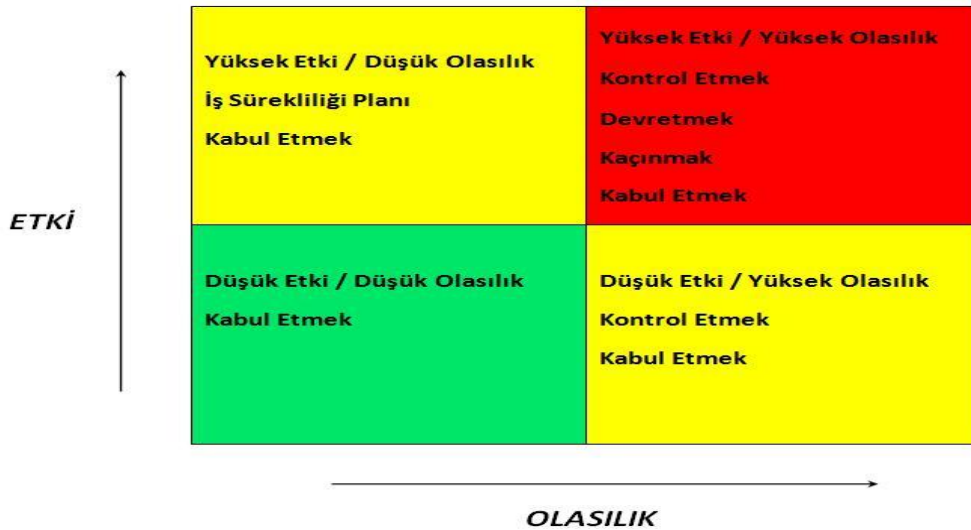 Yüksek Etki / Düşük Olasılık
İş Sürekliliği Planı
Kabul Etmek
Yüksek Etki / Yüksek Olasılık
Kontrol Etmek
Devretmek
Kaçınmak
Kabul Etmek
ETKİ
Düşük Etki / Düşük Olasılık
Kabul Etmek
Düşük Etki / Yüksek Olasılık
Kontrol Etmek
Kabul Etmek
OLASILIK